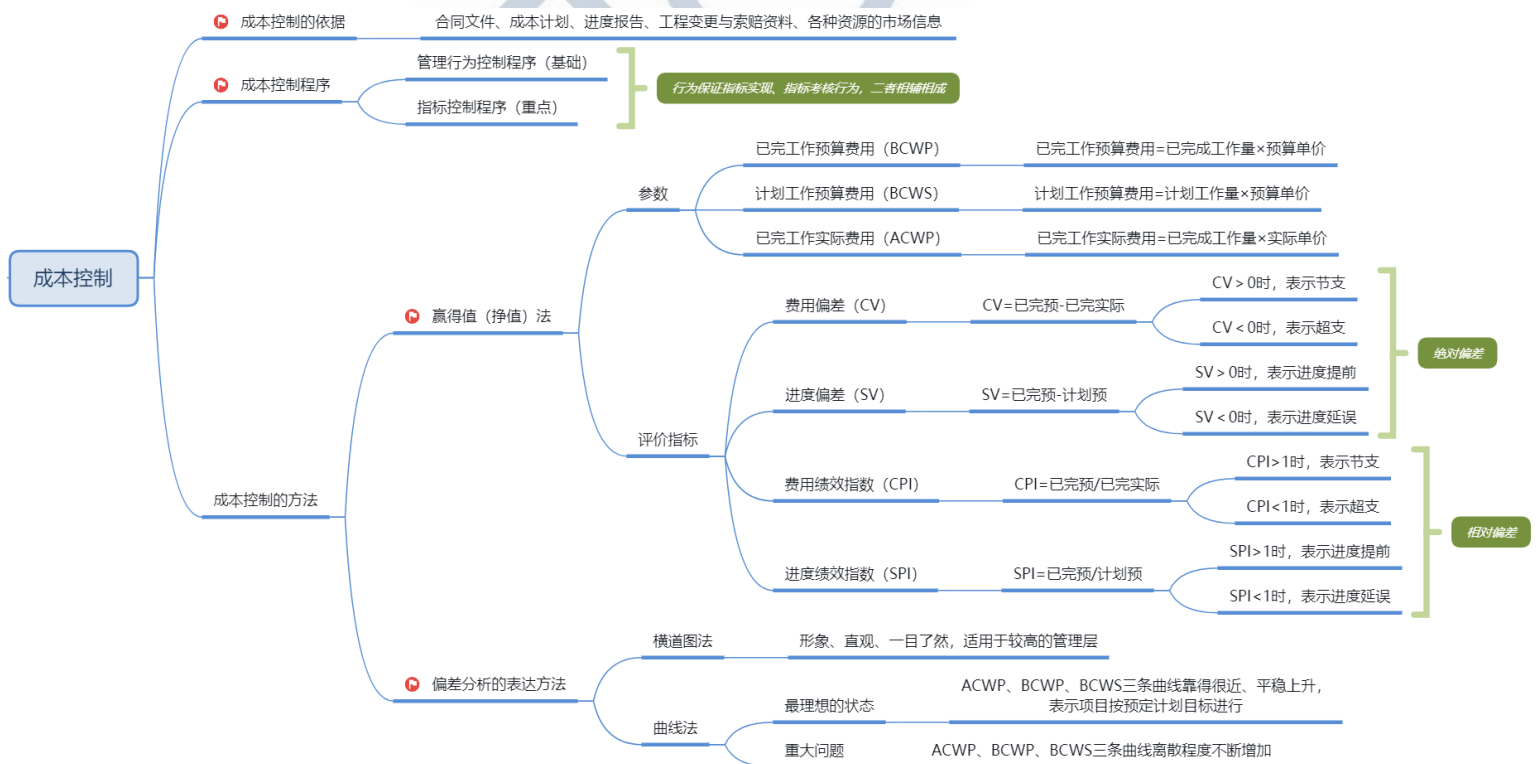 成本控制
成本控制的依据
合同文件、成本计划、进度报告、工程变更与索赔资料、各种资源的市场信息
成本控制程序
管理行为控制程序（基础）
指标控制程序（重点）
行为保证指标实现、指标考核行为，二者相辅相成
成本控制的方法
赢得值（挣值）法
参数
已完工作预算费用（BCWP）
已完工作预算费用=已完成工作量×预算单价
计划工作预算费用（BCWS）
计划工作预算费用=计划工作量×预算单价
已完工作实际费用（ACWP）
已完工作实际费用=已完成工作量×实际单价
评价指标
费用偏差（CV）
CV=已完预-已完实际
CV＞0时，表示节支
CV＜0时，表示超支
进度偏差（SV）
SV=已完预-计划预
SV＞0时，表示进度提前
SV＜0时，表示进度延误
绝对偏差
费用绩效指数（CPI）
CPI=已完预/已完实际
CPI>1时，表示节支
CPI<1时，表示超支
进度绩效指数（SPI）
SPI=已完预/计划预
SPI>1时，表示进度提前
SPI<1时，表示进度延误
相对偏差
偏差分析的表达方法
横道图法
形象、直观、一目了然，适用于较高的管理层
曲线法
最理想的状态
ACWP、BCWP、BCWS三条曲线靠得很近、平稳上升，
表示项目按预定计划目标进行
重大问题
ACWP、BCWP、BCWS三条曲线离散程度不断增加